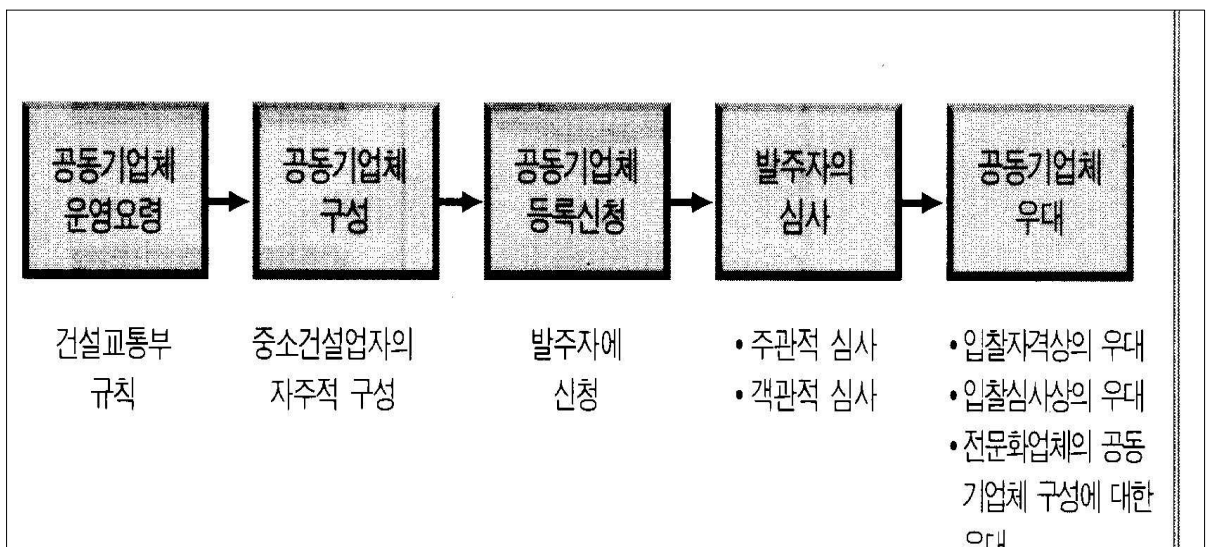 공동기업체
운영요령
공동기업체
구성
공동기업체
등록신청
발주자의
심사
공동기업체
우대
건설교통부
규칙
중소건설업자의
자주적 구성
발주자에
신청
• 주관적 심사
• 객관적 심사
• 입찰자격상의 우대
• 입찰심사상의 우대
• 전문화업체의 공동
기업체 구성에 대한
우대